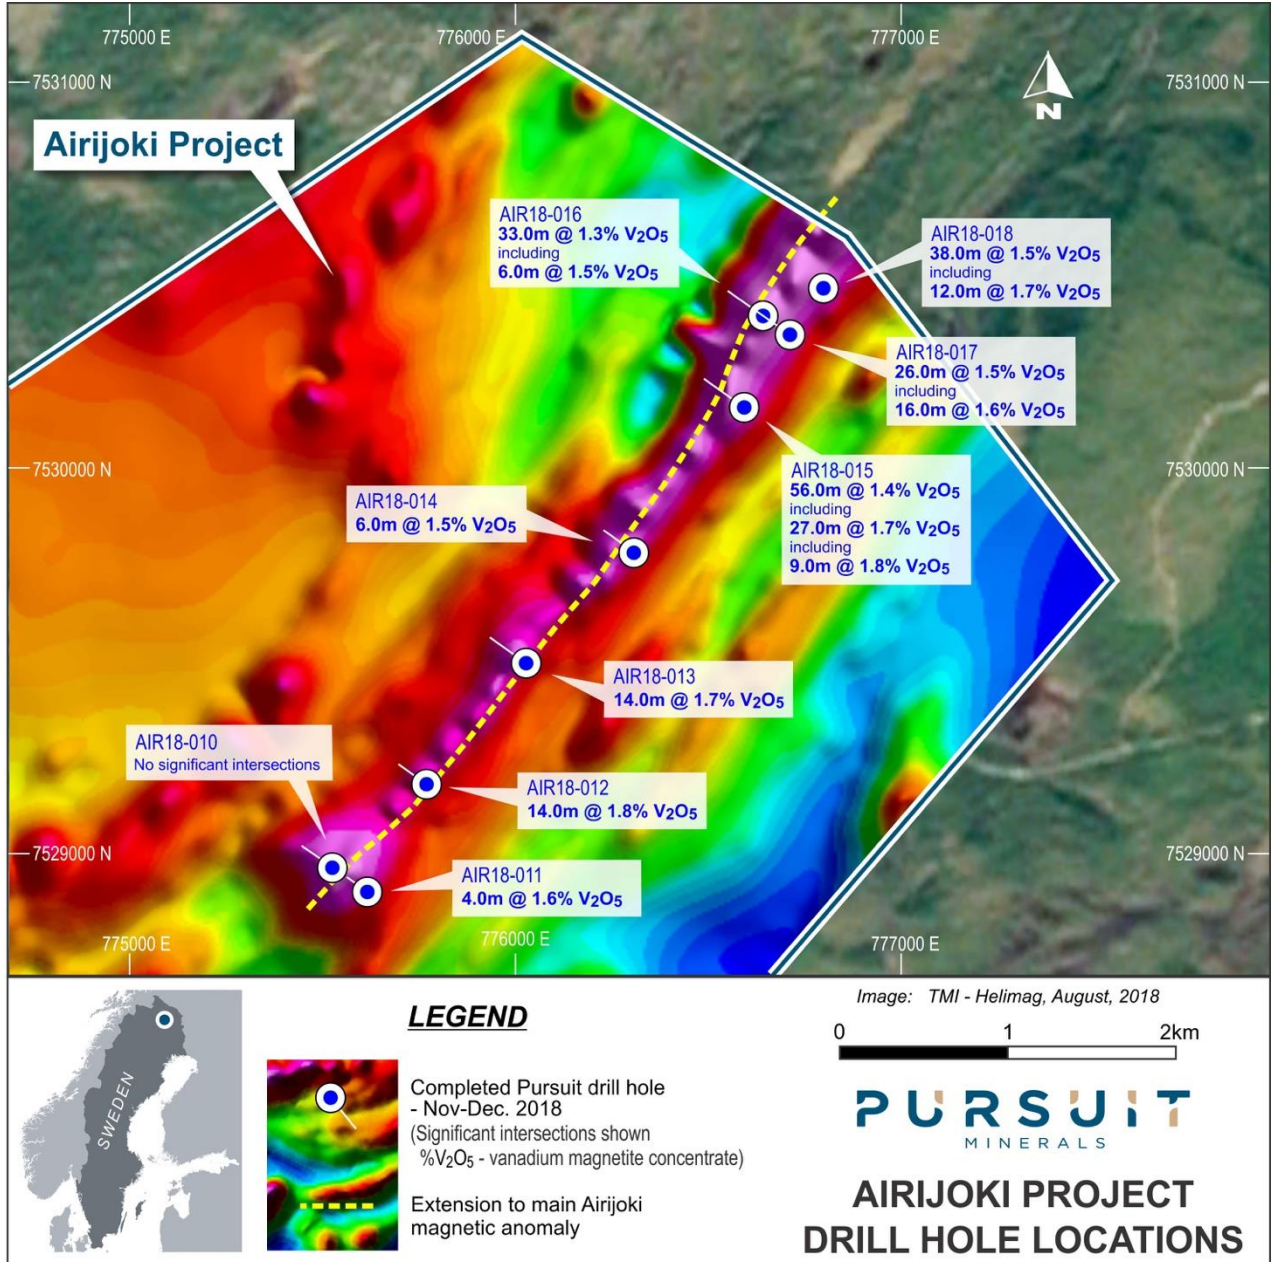 775000 E
776000 E
777000 E
7531000 N
7531000 N
N
Airijoki Project
AIR18-016
33.0m @ 1.3% V₂O₅
including
6.0m @ 1.5% V₂O₅
AIR18-018
38.0m @ 1.5% V₂O₅
including
12.0m @ 1.7% V₂O₅
AIR18-017
26.0m @ 1.5% V₂O₅
including
16.0m @ 1.6% V₂O₅
7530000 N
7530000 N
AIR18-015
56.0m @ 1.4% V₂O₅
including
27.0m @ 1.7% V₂O₅
including
9.0m @ 1.8% V₂O₅
AIR18-014
6.0m @ 1.5% V₂O₅
AIR18-013
14.0m @ 1.7% V₂O₅
AIR18-010
No significant intersections
AIR18-012
14.0m @ 1.8% V₂O₅
7529000 N
7529000 N
AIR18-011
4.0m @ 1.6% V₂O₅
775000 E
776000 E
777000 E
SWEDEN
LEGEND
Completed Pursuit drill hole
- Nov-Dec. 2018
(Significant intersections shown
%V₂O₅ - vanadium magnetite concentrate)
Extension to main Airijoki
magnetic anomaly
Image: TMI - Helimag, August, 2018
0 1 2km
PURSUIT
MINERALS
AIRIJOKI PROJECT
DRILL HOLE LOCATIONS